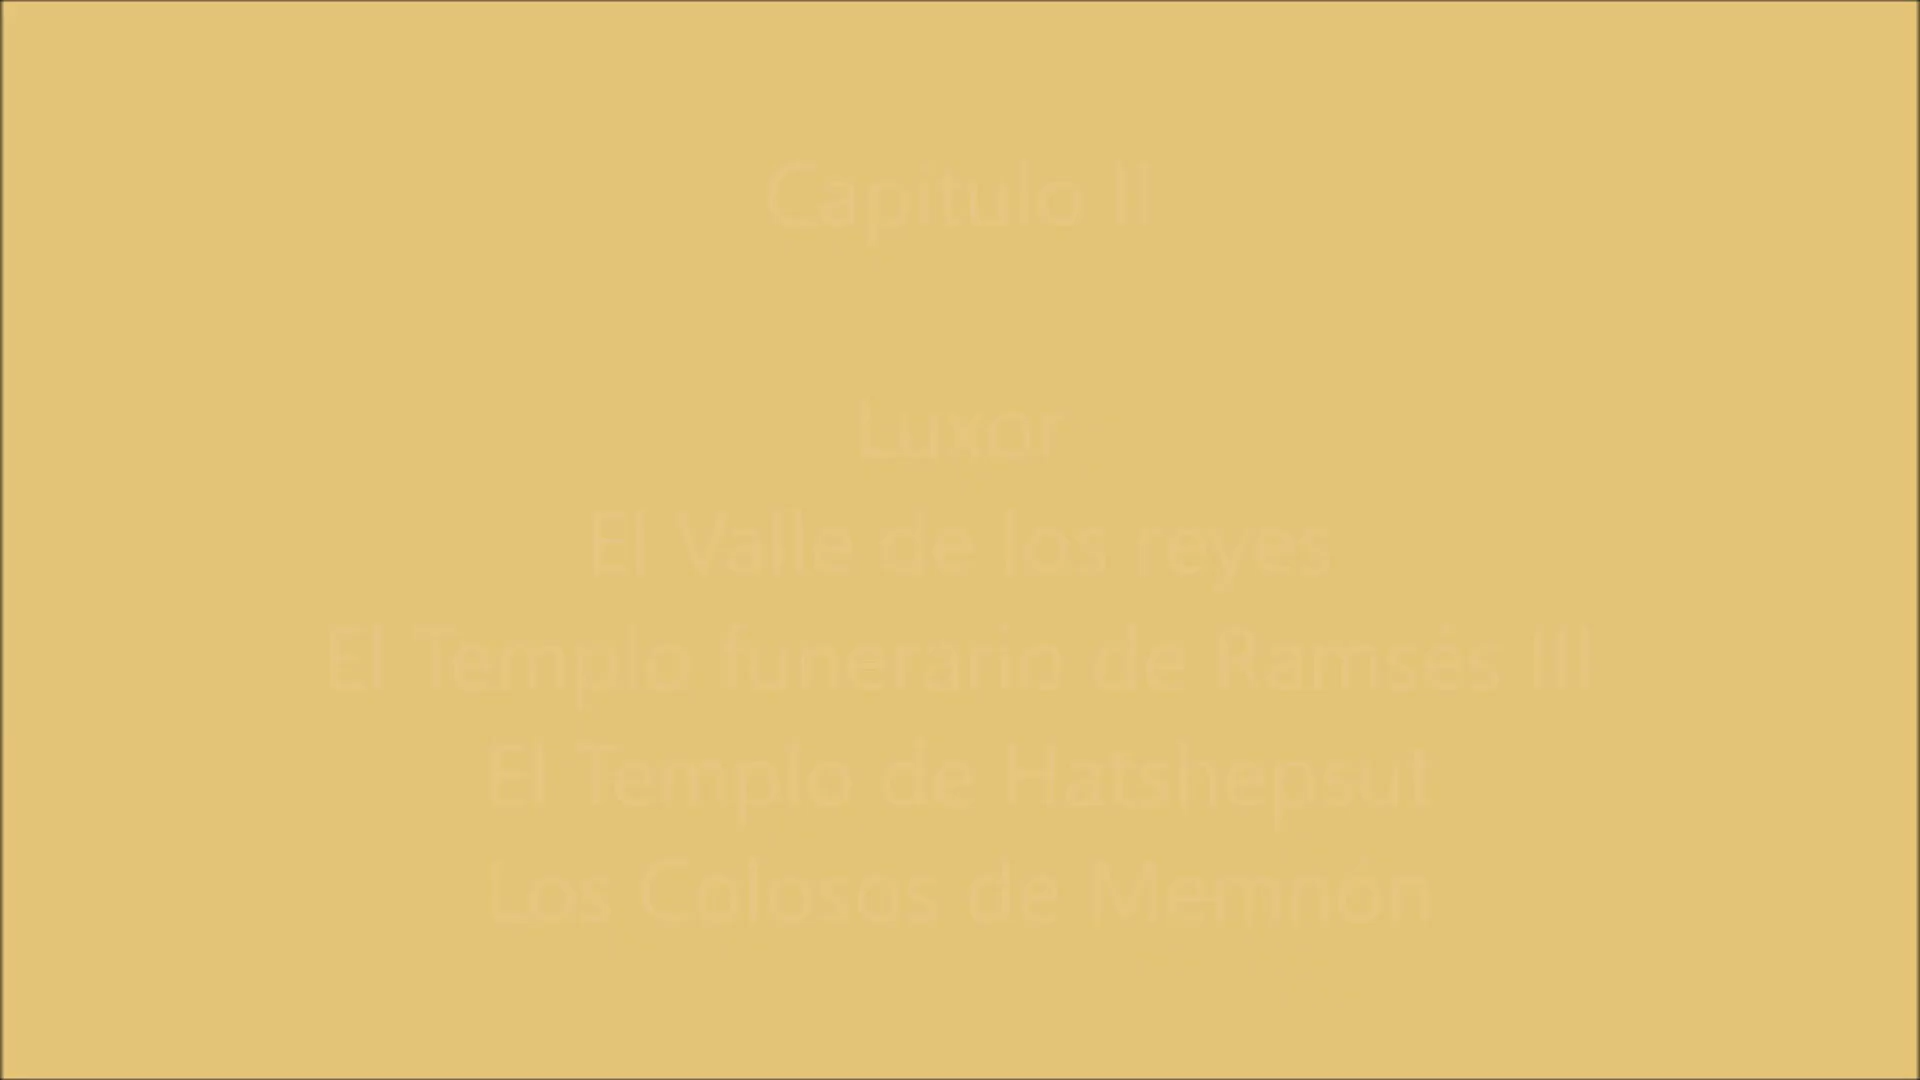 Capitulo II
Luxor
El Valle de los reyes
El Templo funerario de Ramsés III
El Templo de Hatshepsut
Los Colosos de Memnón